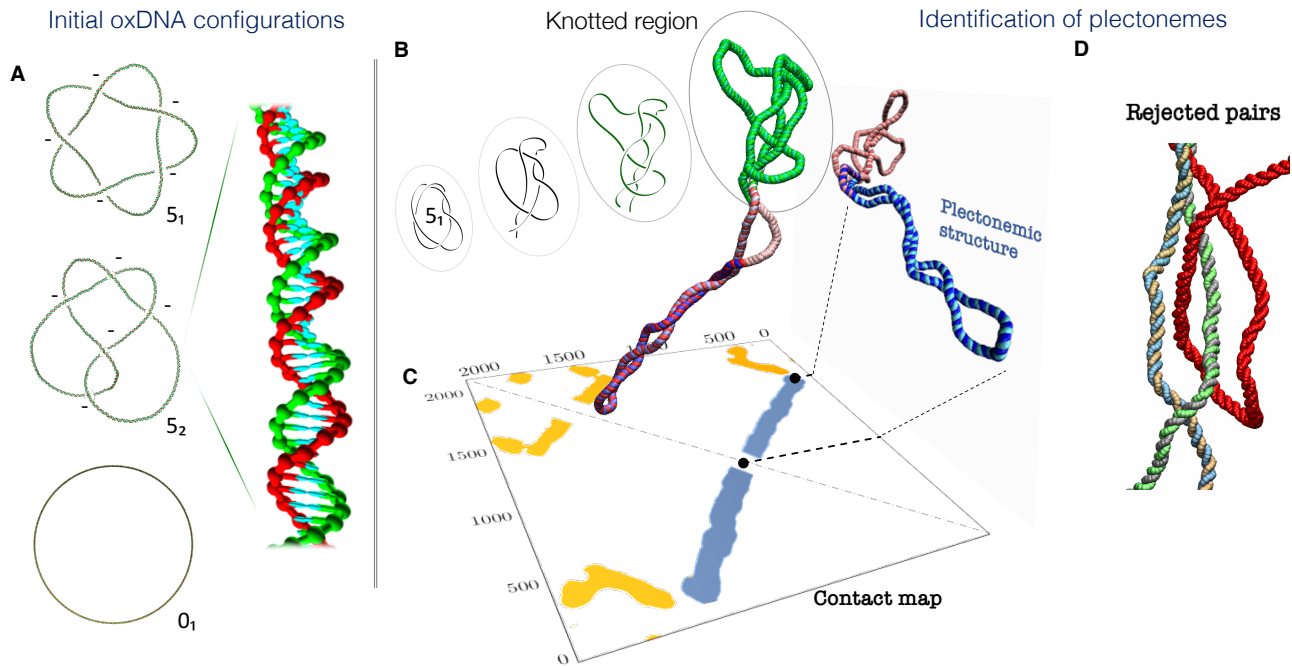 Initial oxDNA configurations
Knotted region
Identification of plectonemes
A
-
-
-
-
-
5₁
-
-
-
-
-
5₂
0₁
B
5₁
Plectonemic
structure
C
2000
1500
500
0
2000
1500
1000
500
0
Contact map
D
Rejected pairs